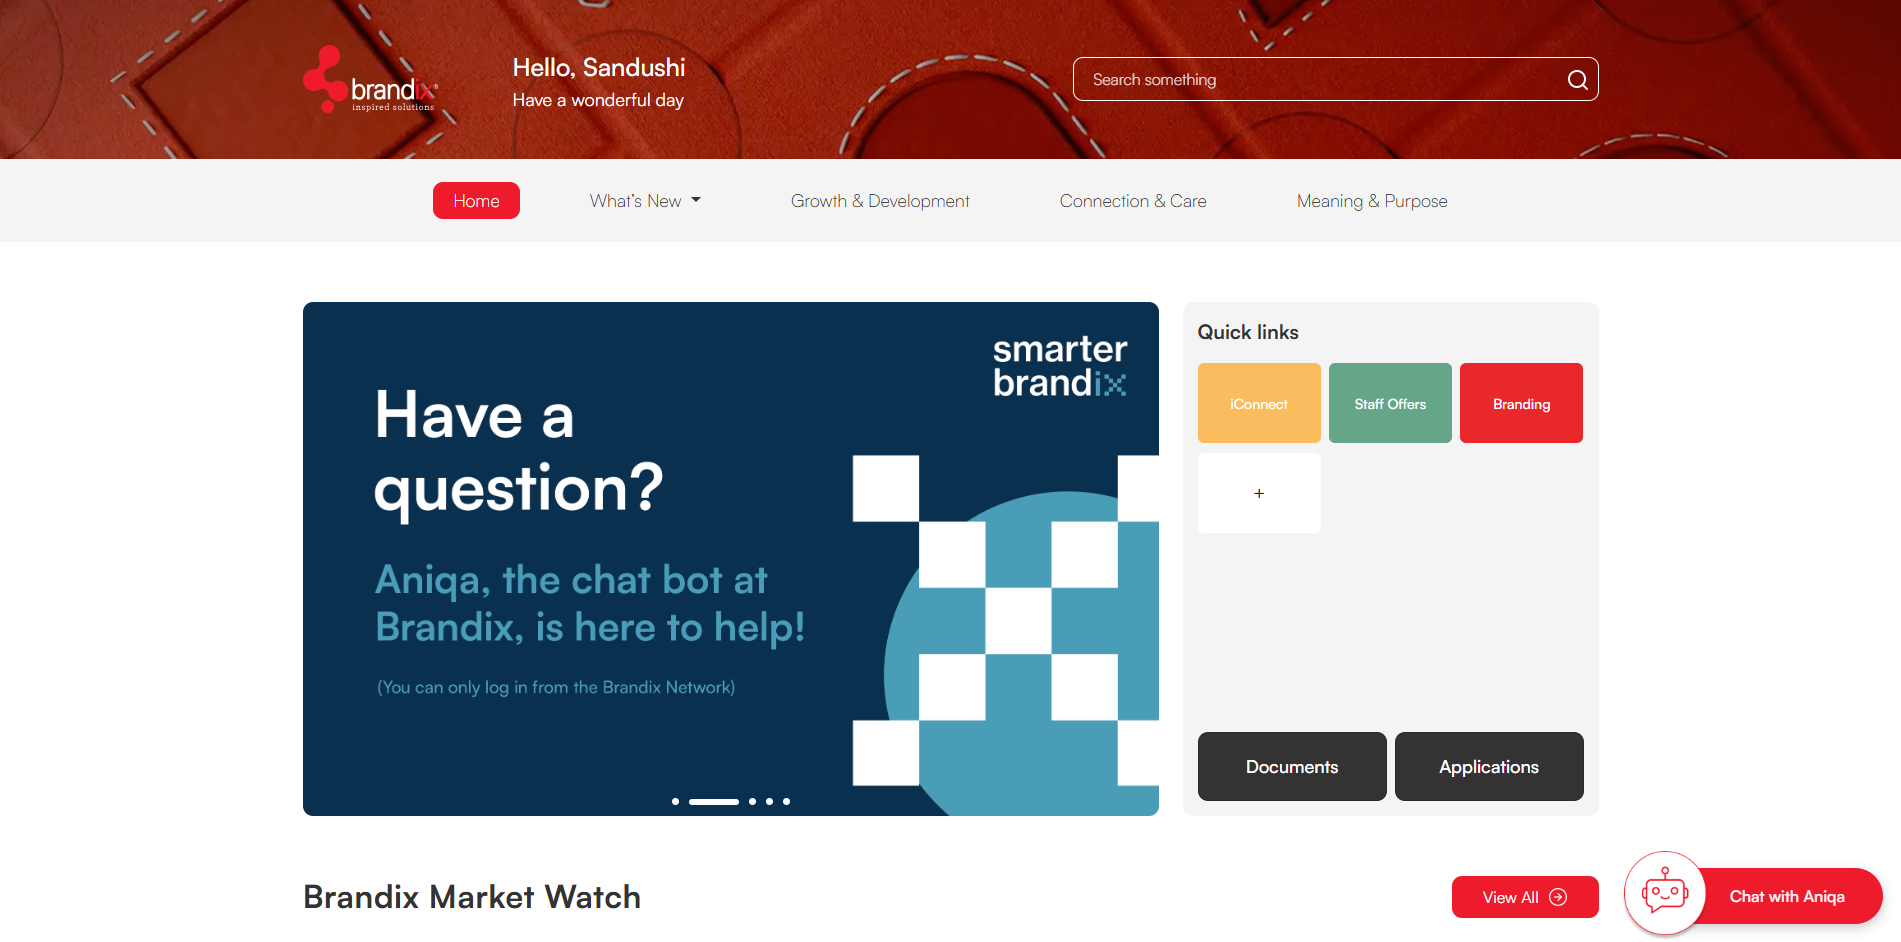 brandix
inspired solutions
Hello, Sandushi
Have a wonderful day
Search something
Home
What's New
Growth & Development
Connection & Care
Meaning & Purpose
smarter
brandix
Have a
question?
Aniqa, the chat bot at
Brandix, is here to help!
(You can only log in from the Brandix Network)
Quick links
iConnect
Staff Offers
Branding
+
Documents
Applications
Brandix Market Watch
View All
Chat with Aniqa